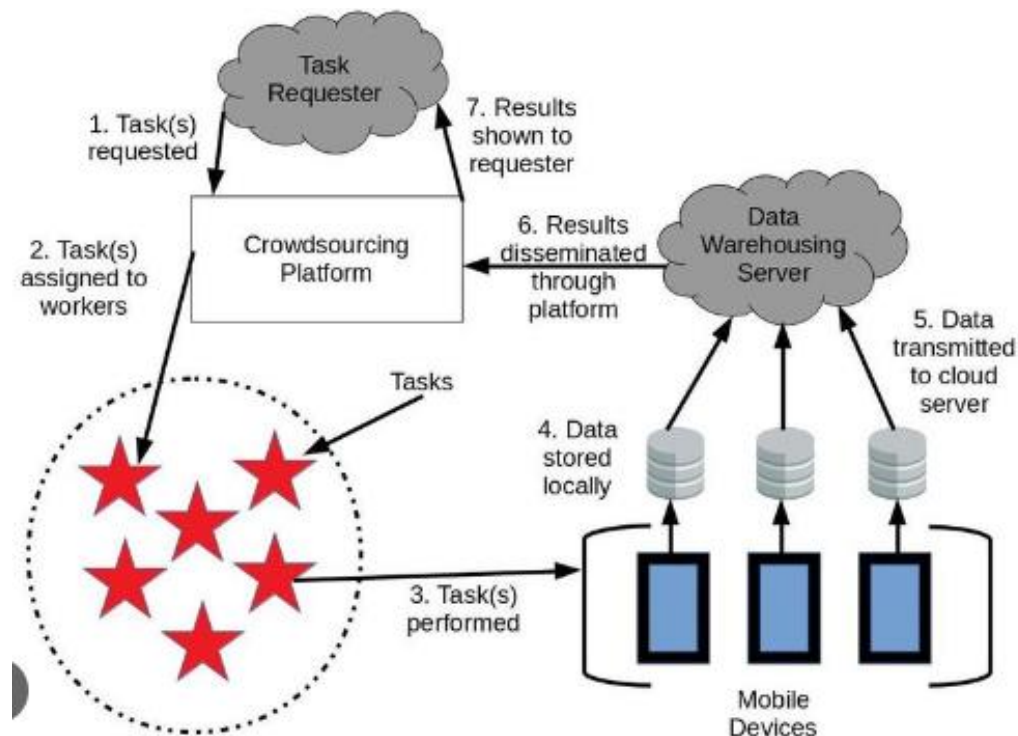 Task
Requester
1. Task(s)
requested
7. Results
shown to
requester
Crowdsourcing
Platform
2. Task(s)
assigned to
workers
6. Results
disseminated
through
platform
Data
Warehousing
Server
5. Data
transmitted
to cloud
server
Tasks
4. Data
stored
locally
3. Task(s)
performed
Mobile
Devices